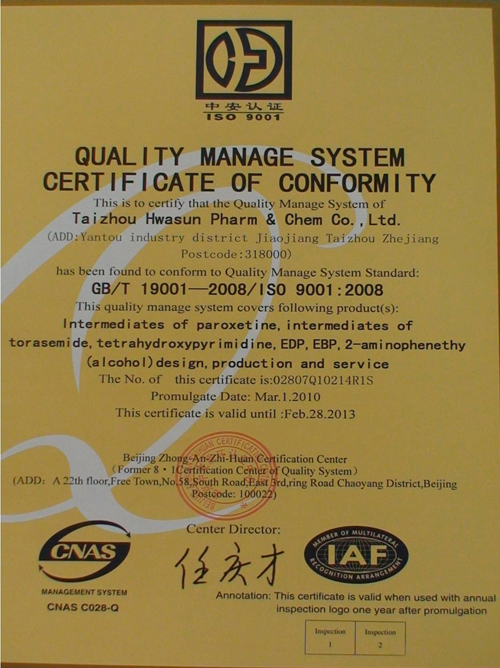 中安认证
ISO 9001
QUALITY MANAGE SYSTEM
CERTIFICATE OF CONFORMITY
This is to certify that the Quality Manage System of
Taizhou Hwasun Pharm & Chem Co.,Ltd.
(ADD:Yantou industry district Jiaojiang Taizhou Zhejiang
Postcode:318000)
has been found to conform to Quality Manage System Standard:
GB/T 19001—2008/ISO 9001:2008
This quality manage system covers following product(s):
Intermediates of paroxetine, intermediates of
torasemide, tetrahydroxypyrimidine, EDP, EBP, 2-aminophenethy
(alcohol)design, production and service
The No. of this certificate is:02807Q10214R1S
Promulgate Date: Mar.1.2010
This certificate is valid until :Feb.28.2013
Beijing Zhong-An-Zhi-Huan Certification Center
(Former 8·1Certification Center of Quality System)
(ADD: A 22th floor,Free Town,No.58,South Road,East 3rd,ring Road Chaoyang District,Beijing
Postcode: 100022)
Center Director:
任庆才
CNAS
MANAGEMENT SYSTEM
CNAS C028-Q
MEMBER OF MULTILATERAL
IAF
RECOGNITION ARRANGEMENT
Annotation: This certificate is valid when used with annual
inspection logo one year after promulgation
Inspection Inspection
1 2